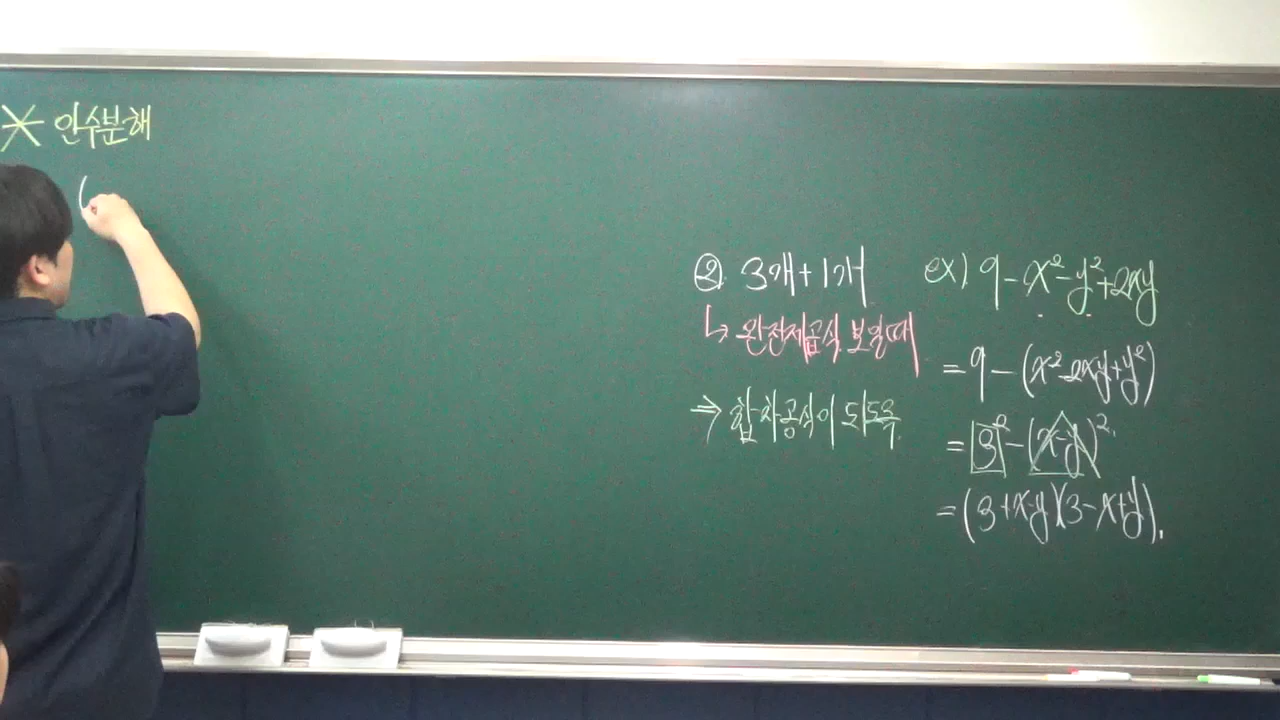 * 인수분해
(
② 3개+1개
↳ 완전제곱식 보일때
⇒ 합차공식이 되도록.
ex) 9-x²-y²+2xy
=9-(x²-2xy+y²)
=3²-(x-y)².
=(3+x-y)(3-x+y).